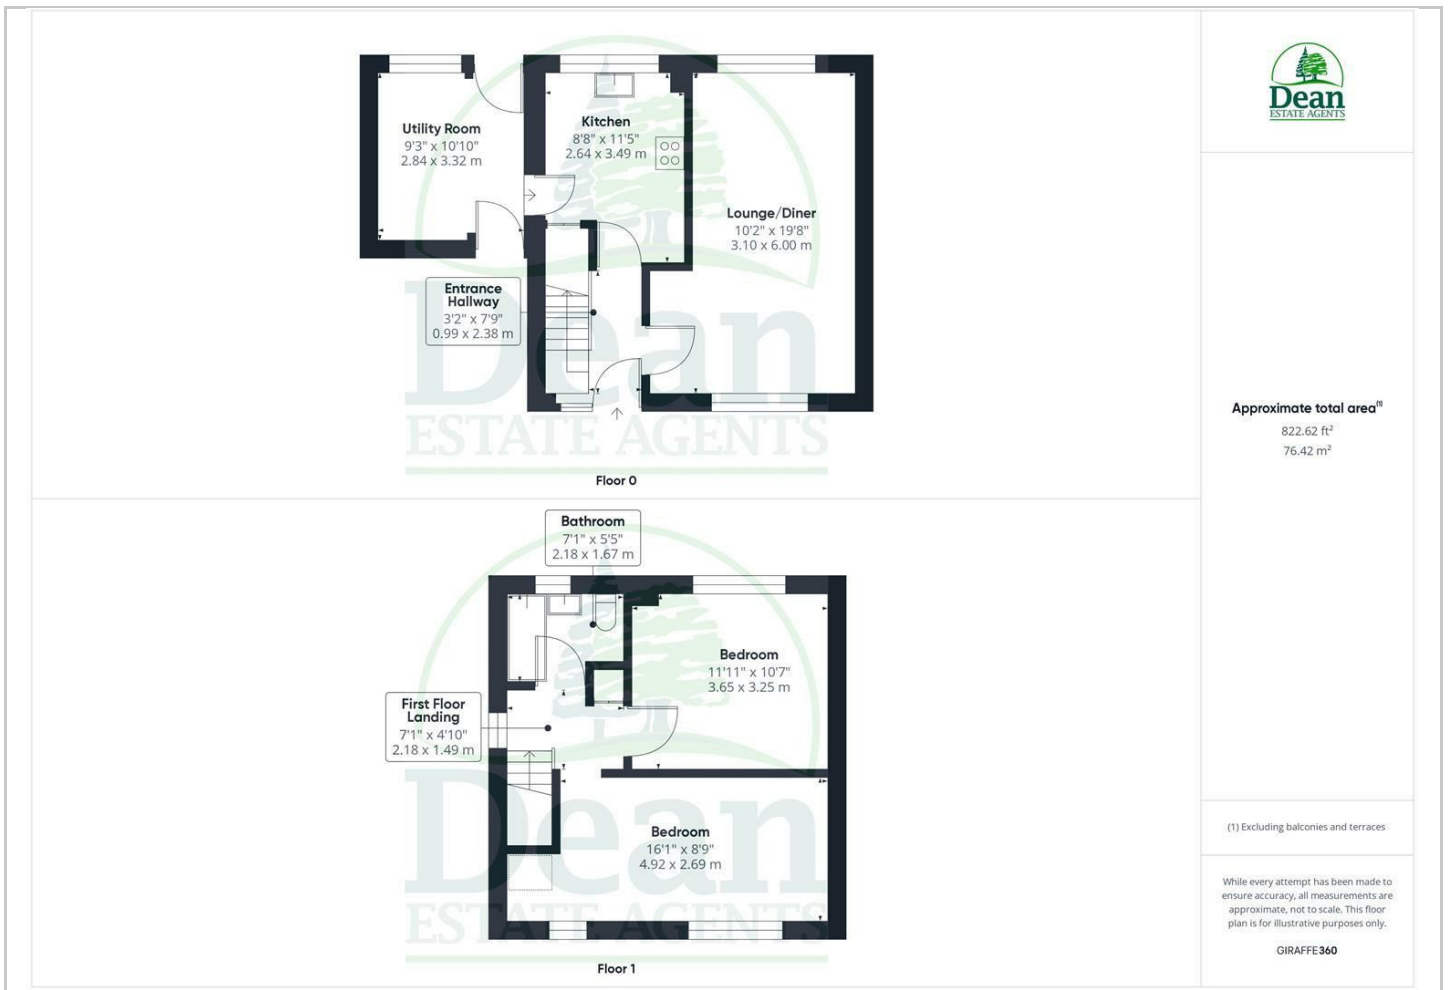 Utility Room
9'3" x 10'10"
2.84 x 3.32 m
Kitchen
8'8" x 11'5"
2.64 x 3.49 m
Lounge/Diner
10'2" x 19'8"
3.10 x 6.00 m
Entrance
Hallway
3'2" x 7'9"
0.99 x 2.38 m
Dean
ESTATE AGENTS
Floor 0
Bathroom
7'1" x 5'5"
2.18 x 1.67 m
Bedroom
11'11" x 10'7"
3.65 x 3.25 m
First Floor
Landing
7'1" x 4'10"
2.18 x 1.49 m
Bedroom
16'1" x 8'9"
4.92 x 2.69 m
Dean
ESTATE AGENTS
Floor 1
Dean
ESTATE AGENTS
Approximate total area(1)
822.62 ft²
76.42 m²
(1) Excluding balconies and terraces
While every attempt has been made to
ensure accuracy, all measurements are
approximate, not to scale. This floor
plan is for illustrative purposes only.
GIRAFFE360